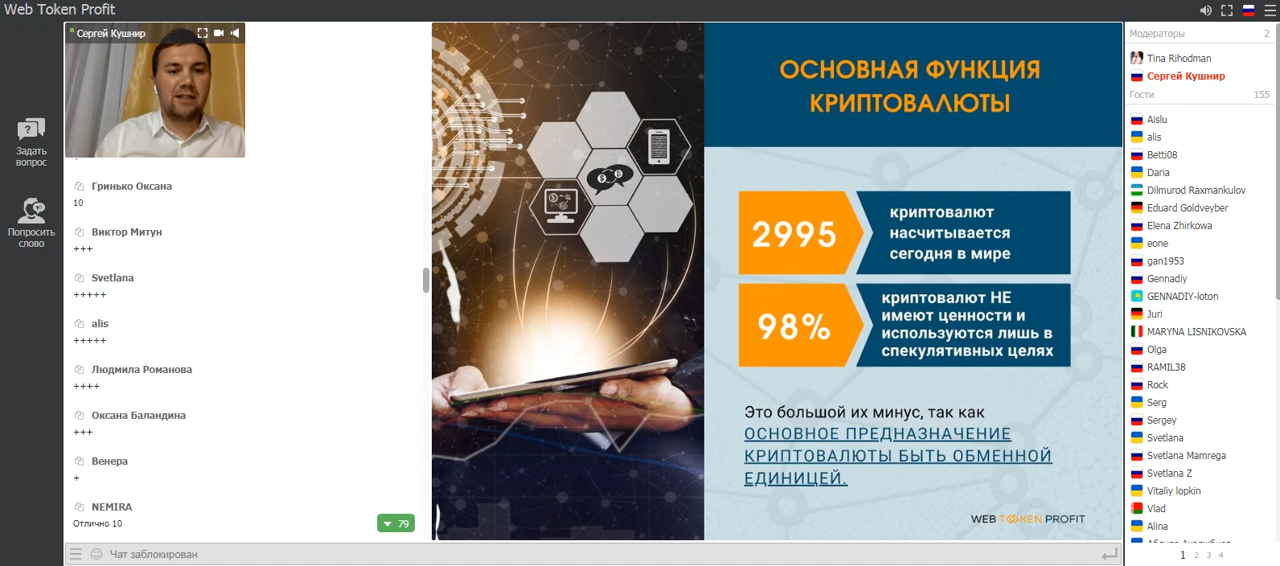 Web Token Profit
Сергей Кушнир
Задать
вопрос
Попросить
слово
Гринько Оксана
10
Виктор Митун
+++
Svetlana
+++++
alis
+++++
Людмила Романова
++++
Оксана Баландина
+++
Венера
+
NEMIRA
Отлично 10
79
Чат заблокирован
ОСНОВНАЯ ФУНКЦИЯ
КРИПТОВАЛЮТЫ
2995
криптовалют
насчитывается
сегодня в мире
98%
криптовалют НЕ
имеют ценности и
используются лишь в
спекулятивных целях
Это большой их минус, так как
ОСНОВНОЕ ПРЕДНАЗНАЧЕНИЕ
КРИПТОВАЛЮТЫ БЫТЬ ОБМЕННОЙ
ЕДИНИЦЕЙ.
WEB TOKEN PROFIT
Модераторы 2
Tina Rihodman
Сергей Кушнир
Гости 155
Aislu
alis
Betti08
Daria
Dilmurod Raxmankulov
Eduard Goldveyber
Elena Zhirkowa
eone
gan1953
Gennadiy
GENNADIY-loton
Juri
MARYNA LISNIKOVSKA
Olga
RAMIL38
Rock
Serg
Sergey
Svetlana
Svetlana Mamrega
Svetlana Z
Vitaliy lopkin
Vlad
Alina
1 2 3 4